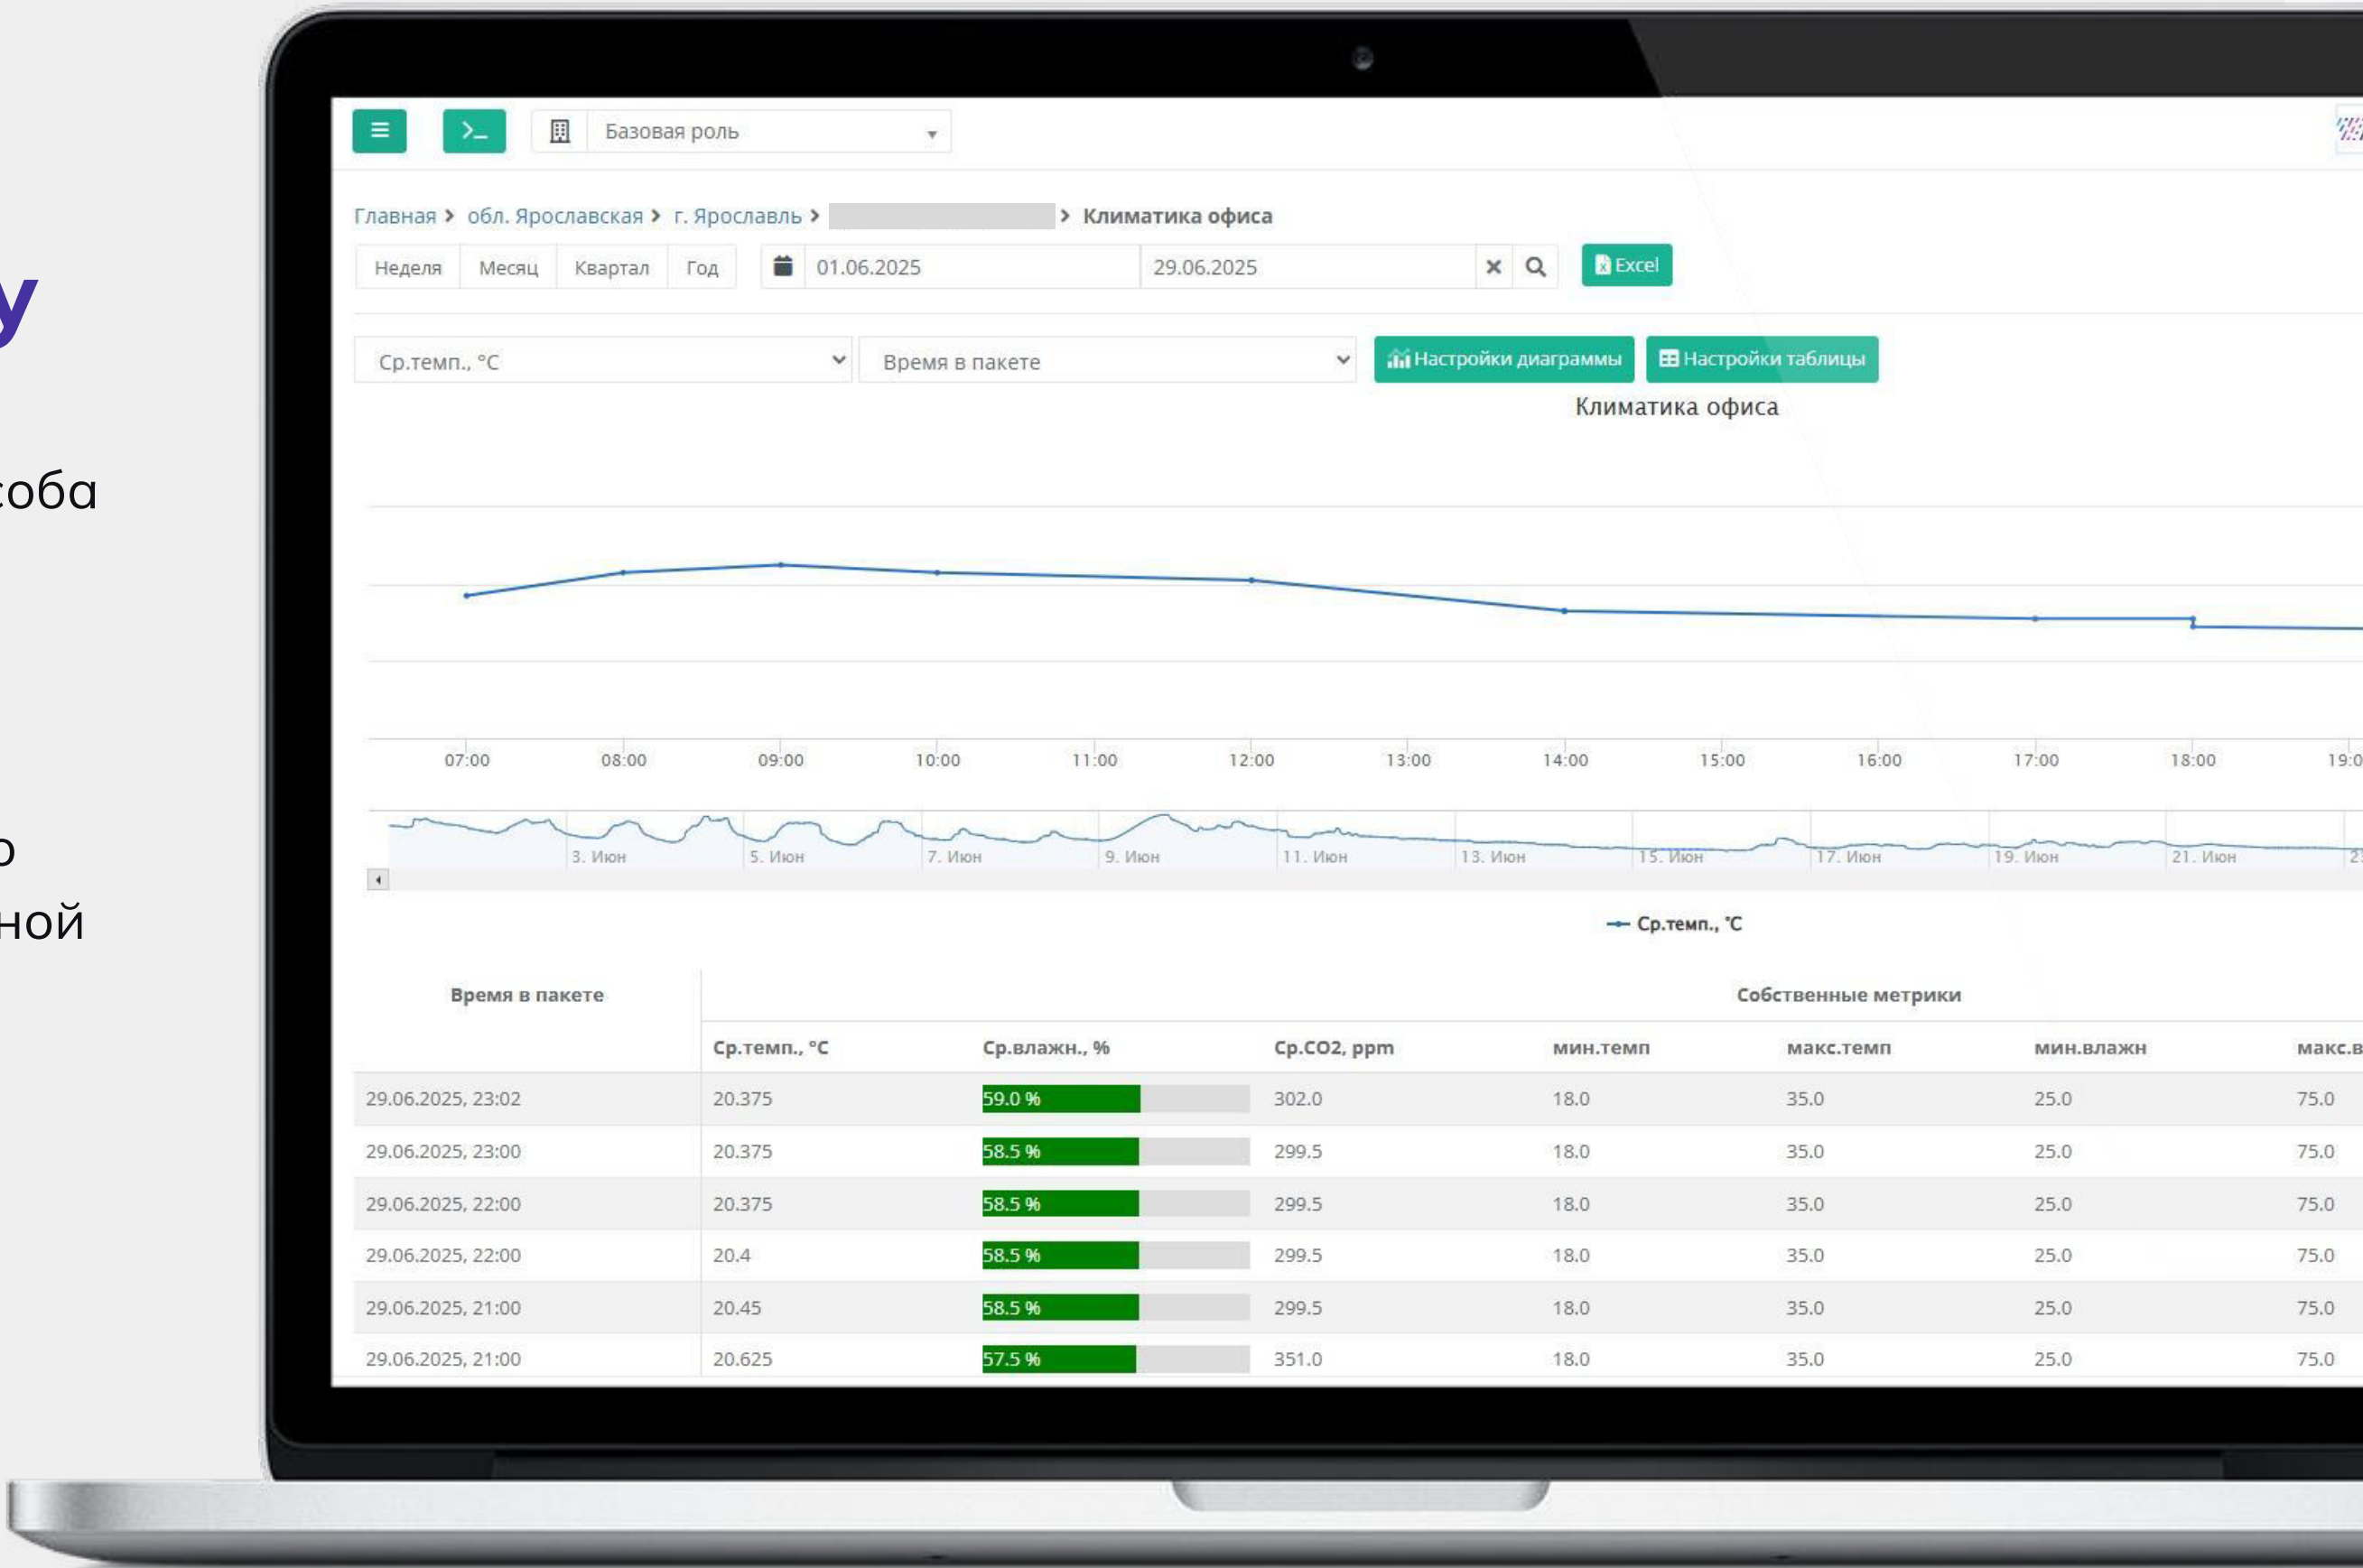 у
соба
о
ной
Базовая роль
Главная > обл. Ярославская > г. Ярославль > > Климатика офиса
Неделя Месяц Квартал Год 01.06.2025 29.06.2025 Excel
Ср.темп., °C Время в пакете Настройки диаграммы Настройки таблицы
Климатика офиса
07:00 08:00 09:00 10:00 11:00 12:00 13:00 14:00 15:00 16:00 17:00 18:00 19:0
3. Июн 5. Июн 7. Июн 9. Июн 11. Июн 13. Июн 15. Июн 17. Июн 19. Июн 21. Июн 2
Ср.темп., °C
Время в пакете Собственные метрики
Ср.темп., °C Ср.влажн., % Ср.CO2, ppm мин.темп макс.темп мин.влажн макс.в
29.06.2025, 23:02 20.375 59.0 % 302.0 18.0 35.0 25.0 75.0
29.06.2025, 23:00 20.375 58.5 % 299.5 18.0 35.0 25.0 75.0
29.06.2025, 22:00 20.375 58.5 % 299.5 18.0 35.0 25.0 75.0
29.06.2025, 22:00 20.4 58.5 % 299.5 18.0 35.0 25.0 75.0
29.06.2025, 21:00 20.45 58.5 % 299.5 18.0 35.0 25.0 75.0
29.06.2025, 21:00 20.625 57.5 % 351.0 18.0 35.0 25.0 75.0